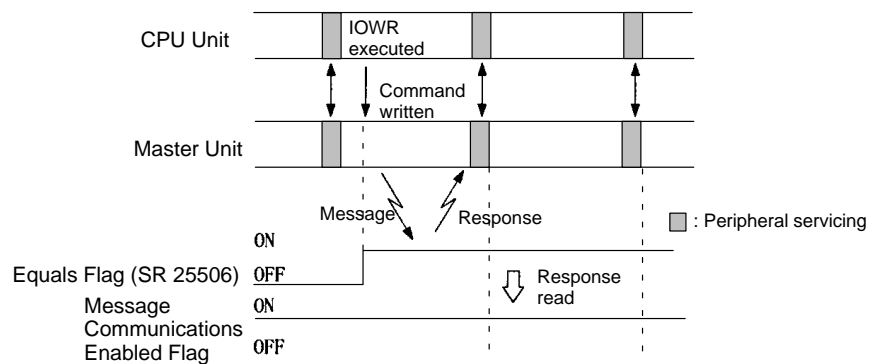 CPU Unit
IOWR
executed
Command
written
Master Unit
Message
Response
: Peripheral servicing
ON
Equals Flag (SR 25506)
OFF
Response
read
Message
Communications
Enabled Flag
ON
OFF